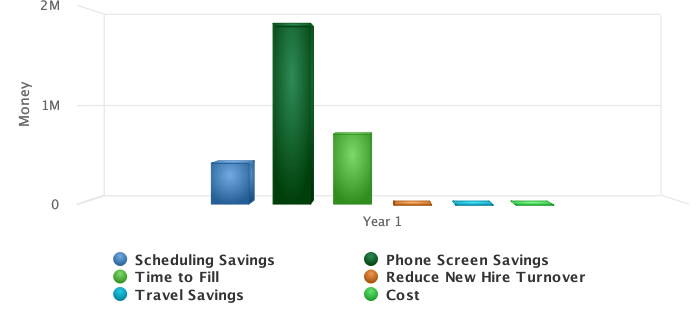 2M
Money
1M
0
Year 1
Scheduling Savings
Phone Screen Savings
Time to Fill
Reduce New Hire Turnover
Travel Savings
Cost